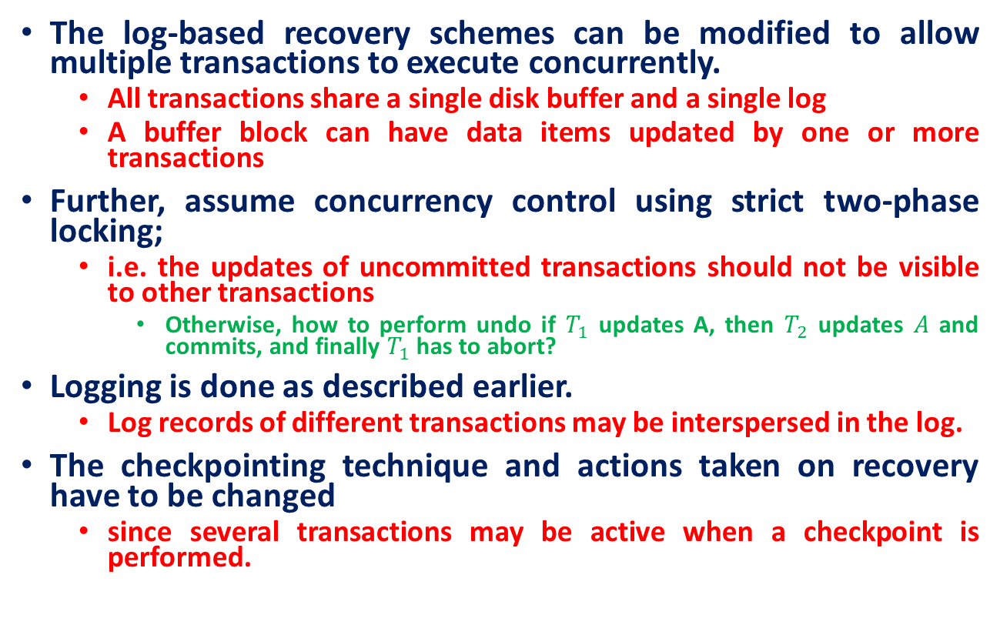 • The log-based recovery schemes can be modified to allow
multiple transactions to execute concurrently.
• All transactions share a single disk buffer and a single log
• A buffer block can have data items updated by one or more
transactions
• Further, assume concurrency control using strict two-phase
locking;
• i.e. the updates of uncommitted transactions should not be visible
to other transactions
• Otherwise, how to perform undo if T₁ updates A, then T₂ updates A and
commits, and finally T₁ has to abort?
• Logging is done as described earlier.
• Log records of different transactions may be interspersed in the log.
• The checkpointing technique and actions taken on recovery
have to be changed
• since several transactions may be active when a checkpoint is
performed.